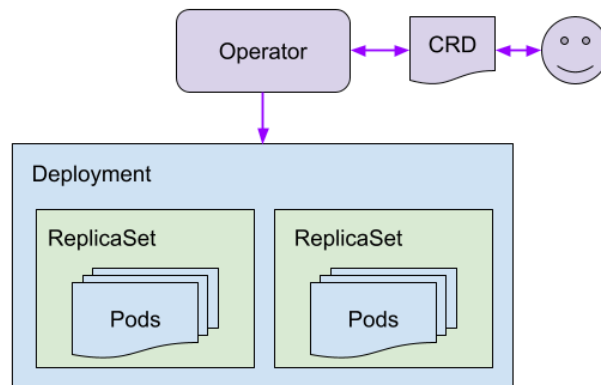 Operator
CRD
Deployment
ReplicaSet
ReplicaSet
Pods
Pods